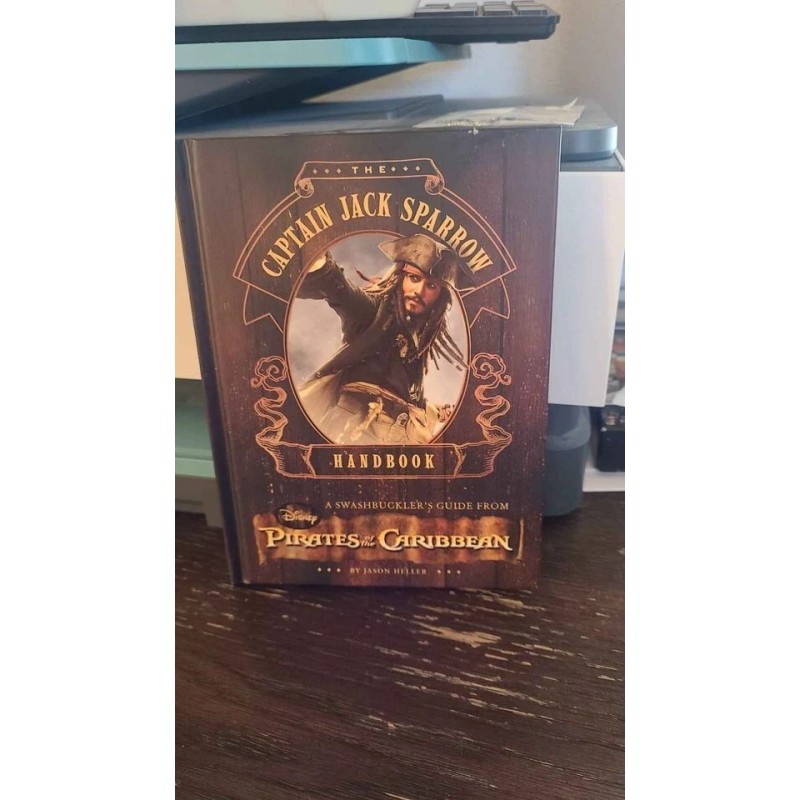 THE
CAPTAIN JACK SPARROW
HANDBOOK
A SWASHBUCKLER'S GUIDE FROM
Disney
PIRATES of the CARIBBEAN
BY JASON HELLER